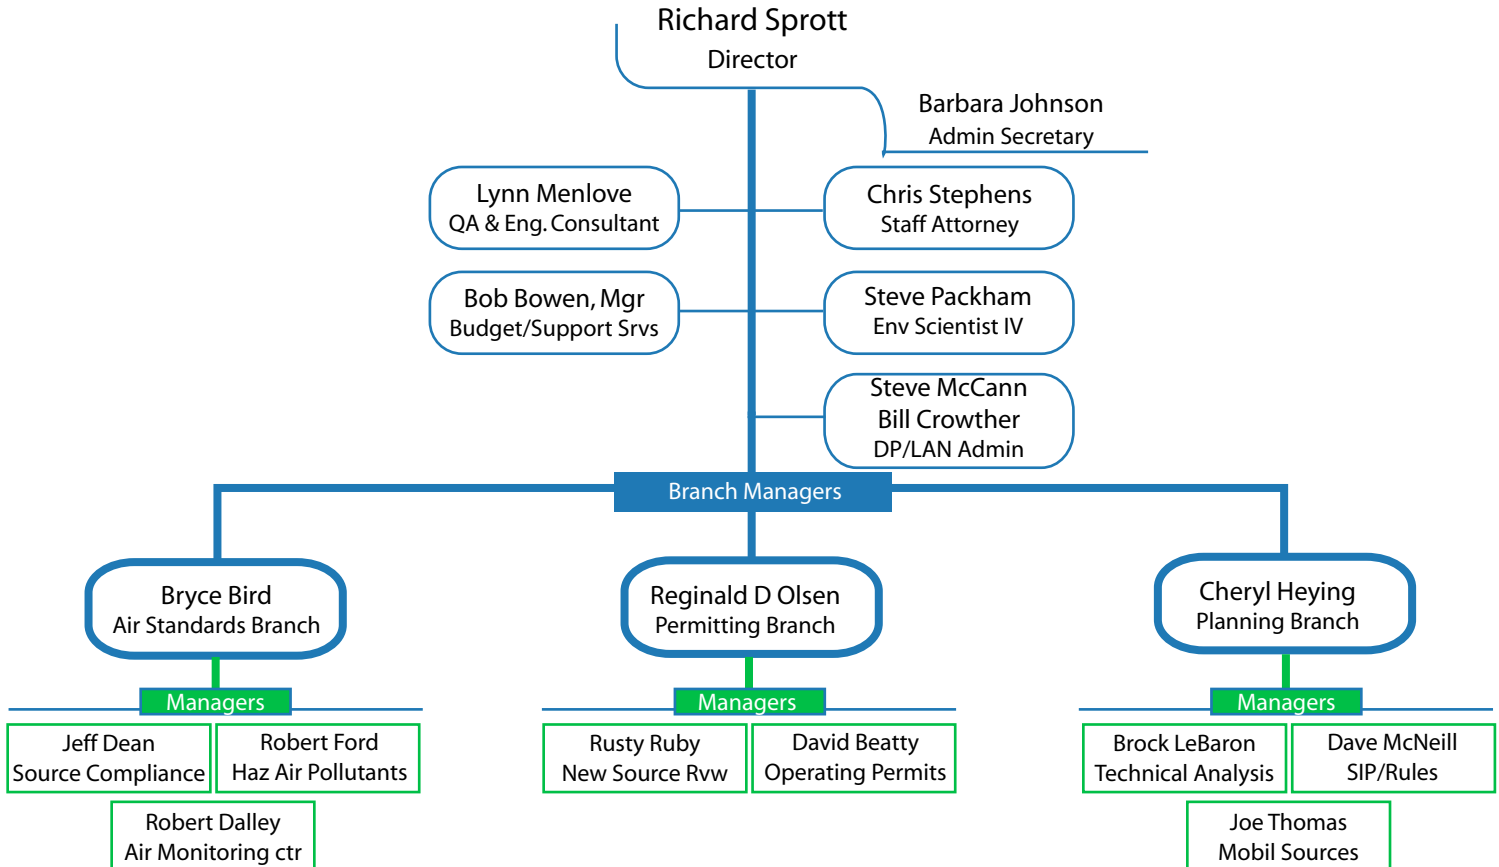 Richard Sprott
Director
Barbara Johnson
Admin Secretary
Lynn Menlove
QA & Eng. Consultant
Chris Stephens
Staff Attorney
Bob Bowen, Mgr
Budget/Support Srvs
Steve Packham
Env Scientist IV
Steve McCann
Bill Crowther
DP/LAN Admin
Branch Managers
Bryce Bird
Air Standards Branch
Reginald D Olsen
Permitting Branch
Cheryl Heying
Planning Branch
Managers
Jeff Dean
Source Compliance
Robert Ford
Haz Air Pollutants
Robert Dalley
Air Monitoring ctr
Managers
Rusty Ruby
New Source Rvw
David Beatty
Operating Permits
Managers
Brock LeBaron
Technical Analysis
Dave McNeill
SIP/Rules
Joe Thomas
Mobil Sources